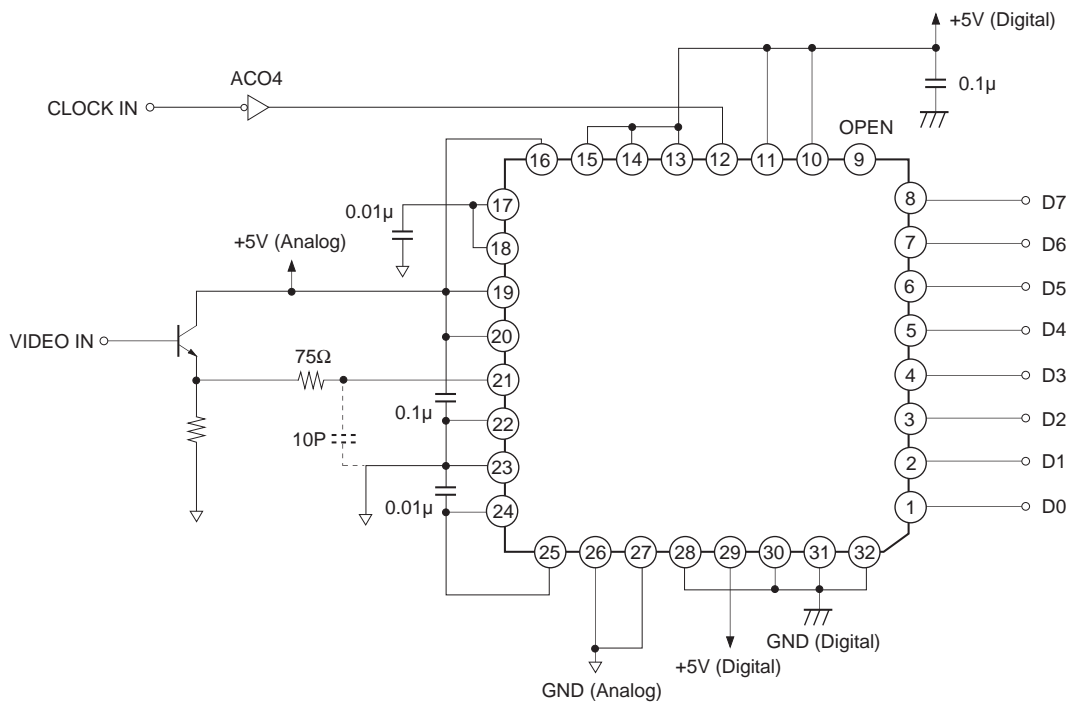 +5V (Digital)
ACO4
0.1µ
CLOCK IN
OPEN
16 15 14 13 12 11 10 9
8 D7
17
0.01µ
7 D6
18
+5V (Analog)
6 D5
19
5 D4
20
VIDEO IN
75Ω
21
4 D3
0.1µ
22
3 D2
10P
23
2 D1
0.01µ
24
1 D0
25 26 27 28 29 30 31 32
GND (Digital)
+5V (Digital)
GND (Analog)